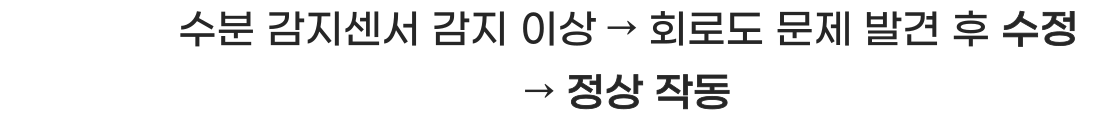 수분 감지센서 감지 이상 → 회로도 문제 발견 후 수정
→ 정상 작동